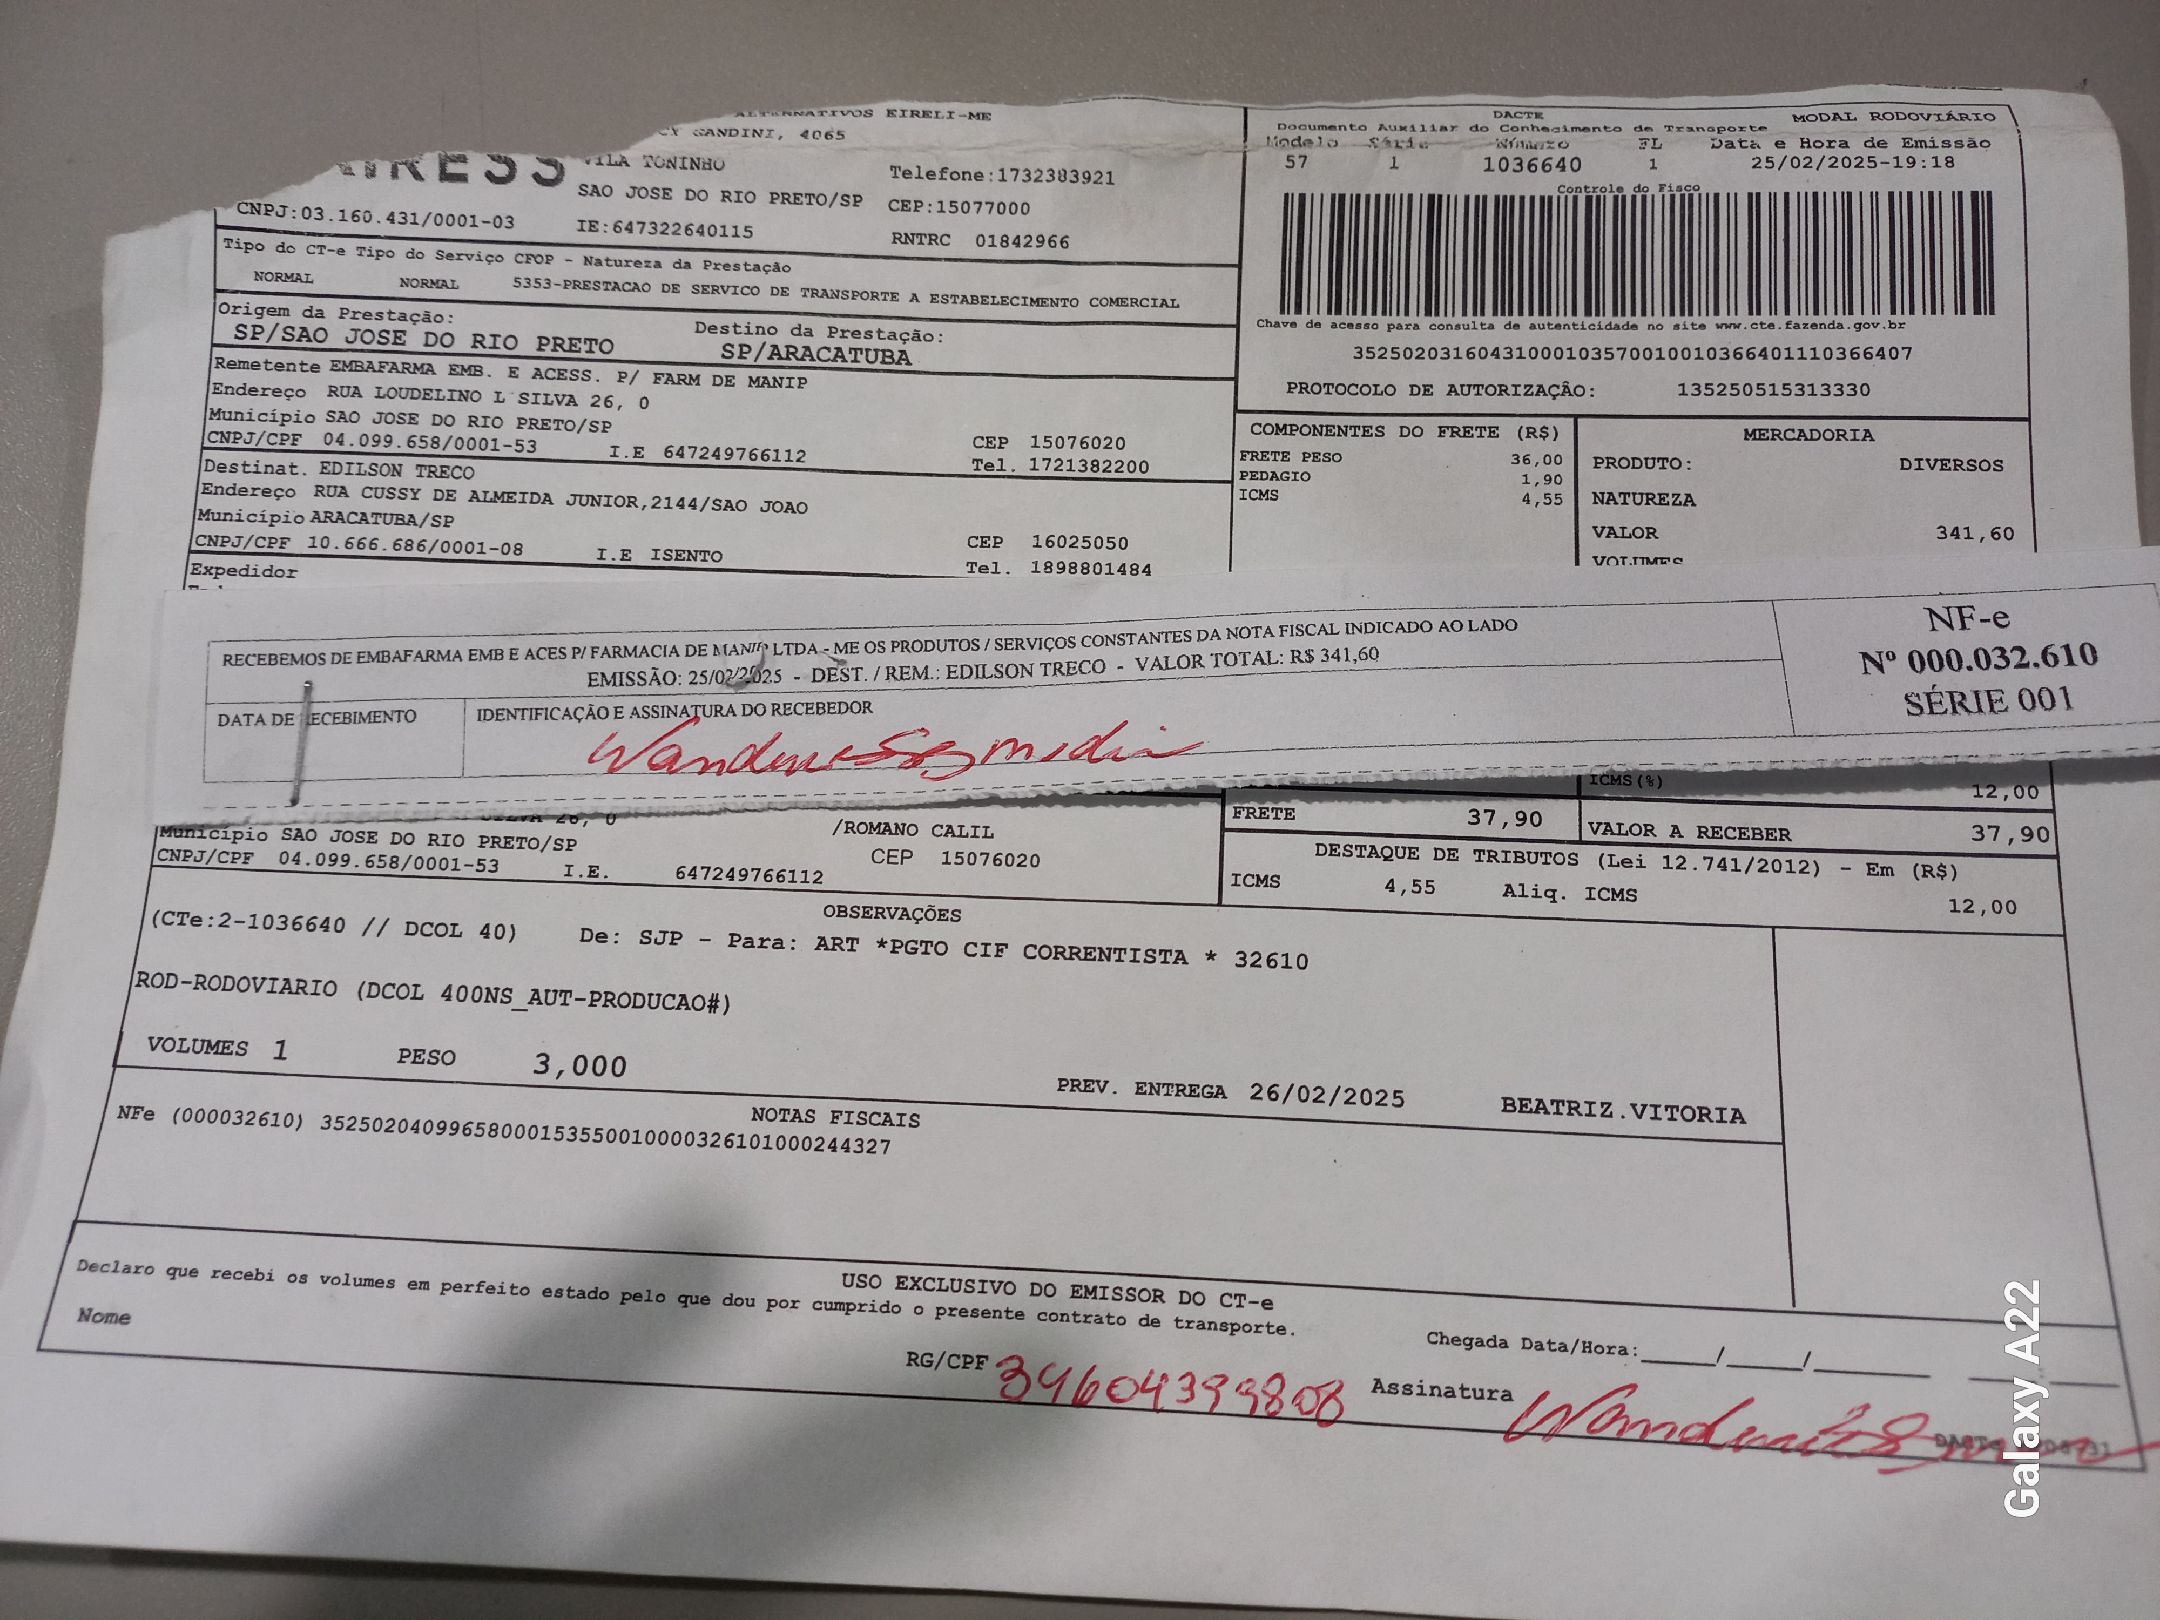 ALTERNATIVOS EIRELI-ME
GANDINI, 4065
VILA TONINHO
Telefone:1732383921
SAO JOSE DO RIO PRETO/SP CEP:15077000
CNPJ:03.160.431/0001-03 IE:647322640115 RNTRC 01842966
Tipo do CT-e Tipo do Serviço CFOP - Natureza da Prestação
NORMAL NORMAL 5353-PRESTACAO DE SERVICO DE TRANSPORTE A ESTABELECIMENTO COMERCIAL
Origem da Prestação: Destino da Prestação:
SP/SAO JOSE DO RIO PRETO SP/ARACATUBA
Remetente EMBAFARMA EMB. E ACESS. P/ FARM DE MANIP
Endereço RUA LOUDELINO L SILVA 26, 0
Município SAO JOSE DO RIO PRETO/SP
CNPJ/CPF 04.099.658/0001-53 I.E 647249766112 CEP 15076020
Tel. 1721382200
Destinat. EDILSON TRECO
Endereço RUA CUSSY DE ALMEIDA JUNIOR,2144/SAO JOAO
Município ARACATUBA/SP
CNPJ/CPF 10.666.686/0001-08 I.E ISENTO CEP 16025050
Tel. 1898801484
Expedidor
DACTE MODAL RODOVIÁRIO
Documento Auxiliar do Conhecimento de Transporte
Modelo Série Número FL Data e Hora de Emissão
57 1 1036640 1 25/02/2025-19:18
Controle do Fisco
Chave de acesso para consulta de autenticidade no site www.cte.fazenda.gov.br
35250203160431000103570010010366401110366407
PROTOCOLO DE AUTORIZAÇÃO: 135250515313330
COMPONENTES DO FRETE (R$) MERCADORIA
FRETE PESO 36,00
PEDAGIO 1,90
ICMS 4,55
PRODUTO: DIVERSOS
NATUREZA
VALOR 341,60
VOLUMES
RECEBEMOS DE EMBAFARMA EMB E ACES P/ FARMACIA DE MANIP LTDA - ME OS PRODUTOS / SERVIÇOS CONSTANTES DA NOTA FISCAL INDICADO AO LADO
EMISSÃO: 25/02/2025 - DEST. / REM.: EDILSON TRECO - VALOR TOTAL: R$ 341,60
DATA DE RECEBIMENTO IDENTIFICAÇÃO E ASSINATURA DO RECEBEDOR
NF-e
Nº 000.032.610
SÉRIE 001
ICMS(%) 12,00
FRETE 37,90 VALOR A RECEBER 37,90
SILVA 26, 0 /ROMANO CALIL
Município SAO JOSE DO RIO PRETO/SP CEP 15076020
CNPJ/CPF 04.099.658/0001-53 I.E. 647249766112
DESTAQUE DE TRIBUTOS (Lei 12.741/2012) - Em (R$)
ICMS 4,55 Aliq. ICMS 12,00
OBSERVAÇÕES
(CTe:2-1036640 // DCOL 40) De: SJP - Para: ART *PGTO CIF CORRENTISTA * 32610
ROD-RODOVIARIO (DCOL 400NS_AUT-PRODUCAO#)
VOLUMES 1 PESO 3,000 PREV. ENTREGA 26/02/2025 BEATRIZ.VITORIA
NOTAS FISCAIS
NFe (000032610) 35250204099658000153550010000326101000244327
USO EXCLUSIVO DO EMISSOR DO CT-e
Declaro que recebi os volumes em perfeito estado pelo que dou por cumprido o presente contrato de transporte.
Nome RG/CPF 34604399808 Assinatura Chegada Data/Hora:_____/_____/_________
Galaxy A22